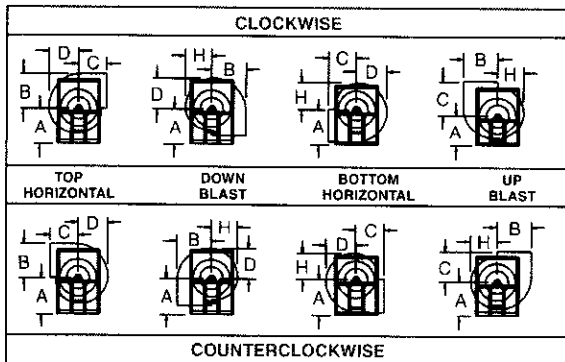 CLOCKWISE
D C B A
H B D A
C D H A
B H C A
TOP HORIZONTAL
DOWN BLAST
BOTTOM HORIZONTAL
UP BLAST
C D B A
B H D A
D C H A
H B C A
COUNTERCLOCKWISE